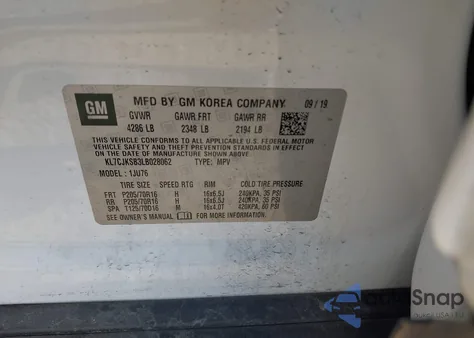 GM
MFD BY GM KOREA COMPANY
09/19
GVWR GAWR FRT GAWR RR
4286 LB 2348 LB 2194 LB
THIS VEHICLE CONFORMS TO ALL APPLICABLE U.S. FEDERAL MOTOR
VEHICLE SAFETY AND THEFT PREVENTION STANDARDS IN EFFECT ON
THE DATE OF MANUFACTURE SHOWN ABOVE.
KL7CJKSB3LB028062 TYPE: MPV
MODEL: 1JU76
TIRE SIZE SPEED RTG RIM COLD TIRE PRESSURE
FRT P205/70R16 H 16x6.5J 240KPA, 35 PSI
RR P205/70R16 H 16x6.5J 240KPA, 35 PSI
SPA T125/70D16 M 16x4.0T 420KPA, 60 PSI
SEE OWNER'S MANUAL FOR ADDITIONAL INFORMATION
AutoSnap